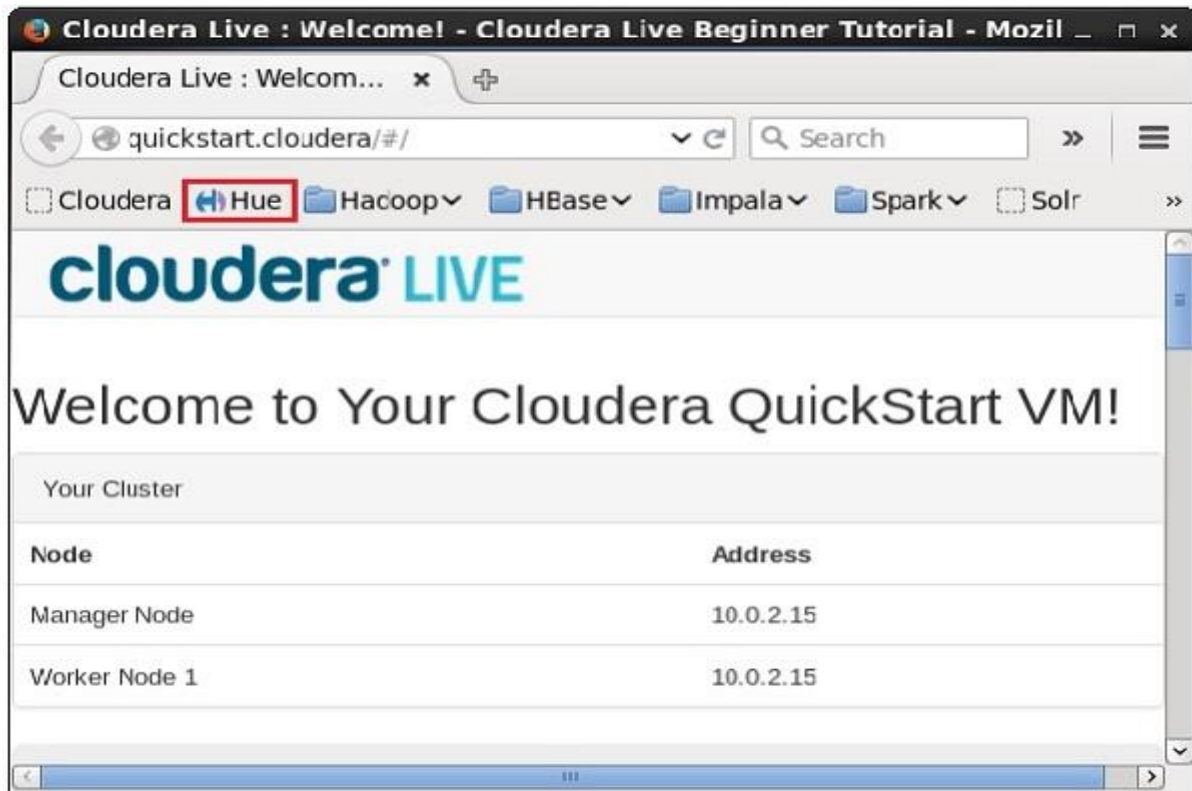 Cloudera Live : Welcome! - Cloudera Live Beginner Tutorial - Mozil
Cloudera Live : Welcom...
quickstart.cloudera/#/ Search
Cloudera Hue Hadoop HBase Impala Spark Solr
cloudera LIVE
Welcome to Your Cloudera QuickStart VM!
Your Cluster
Node Address
Manager Node 10.0.2.15
Worker Node 1 10.0.2.15